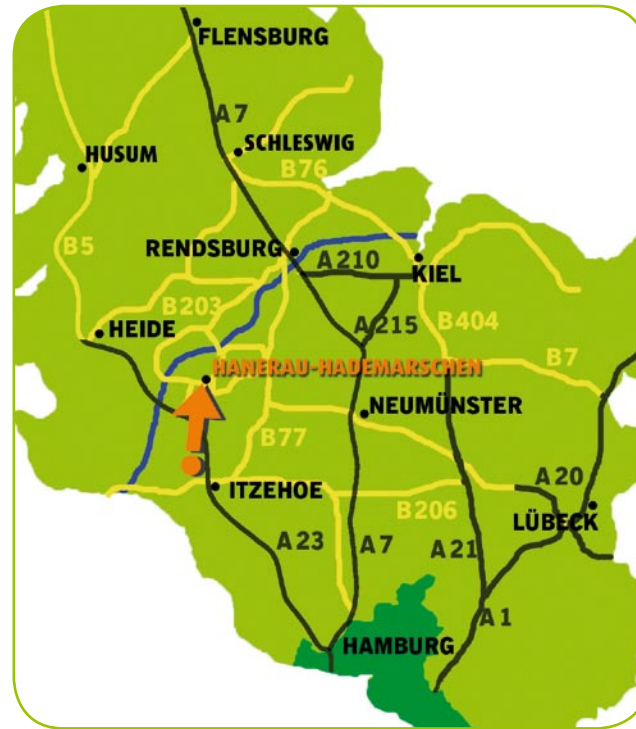 FLENSBURG
A7
SCHLESWIG
HUSUM
B76
B5
RENDSBURG
A210
KIEL
B203
A215
HEIDE
B404
HANERAU-HADEMARSCHEN
B7
NEUMÜNSTER
B77
A20
ITZEHOE
B206
LÜBECK
A23
A7
A21
A1
HAMBURG